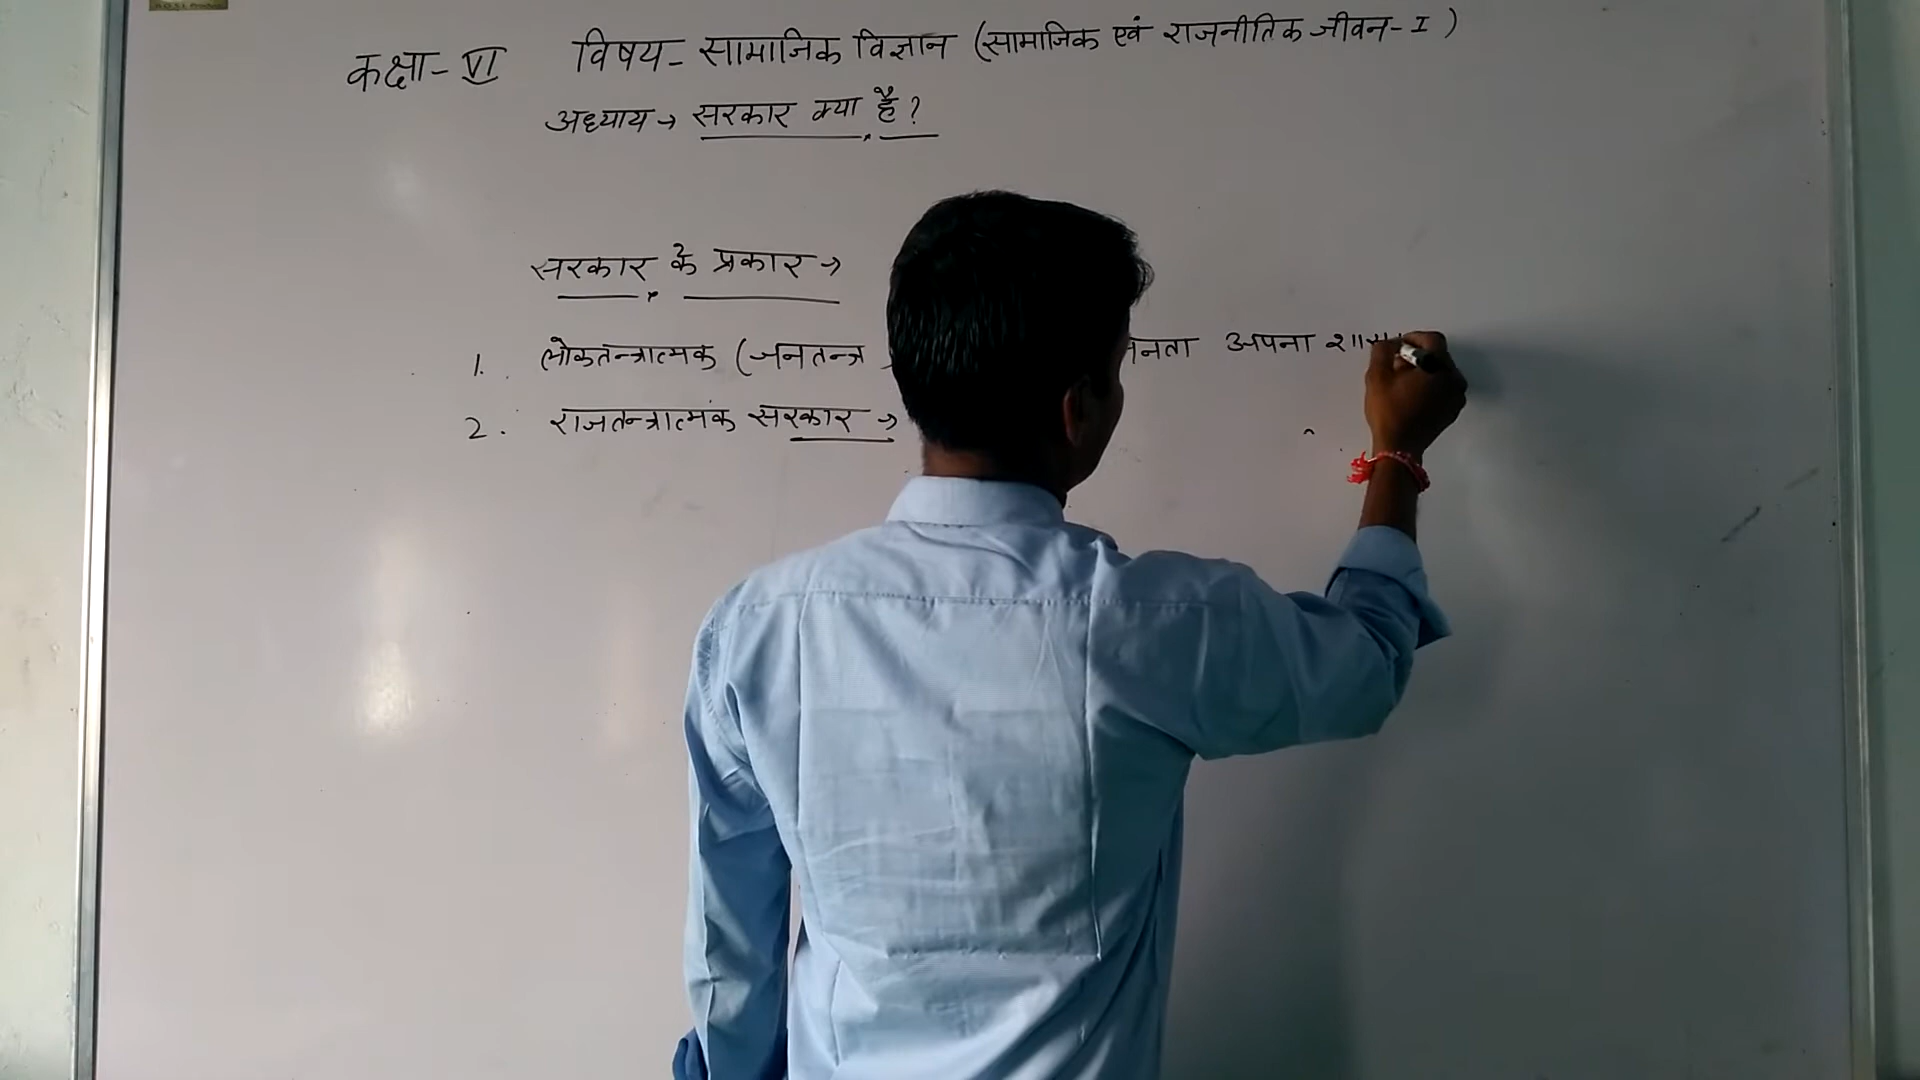 कक्षा- VI विषय- सामाजिक विज्ञान (सामाजिक एवं राजनीतिक जीवन- I )
अध्याय → सरकार क्या है ?
सरकार के प्रकार →
1. लोकतन्त्रात्मक (जनतन्त्र अपना
2. राजतन्त्रात्मक सरकार →